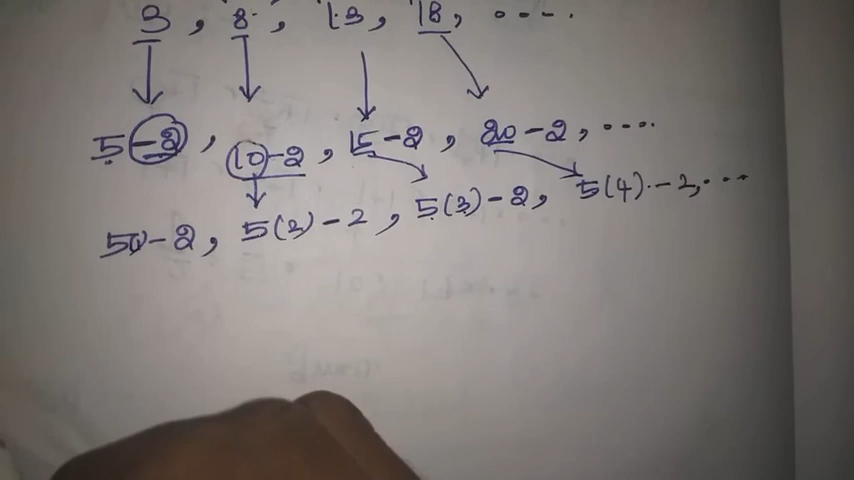 3, 8, 13, 18, ....
5-2, 10-2, 15-2, 20-2, ....
5(1)-2, 5(2)-2, 5(3)-2, 5(4)-2, ...